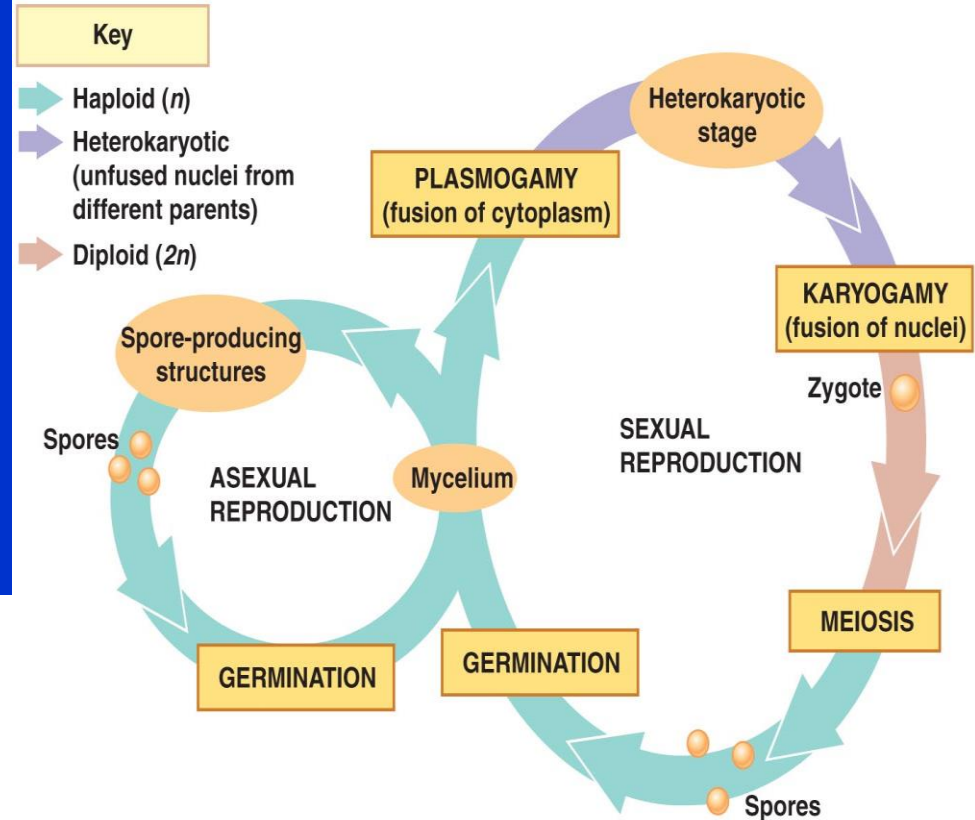 Key
Haploid (n)
Heterokaryotic
(unfused nuclei from
different parents)
Diploid (2n)
Heterokaryotic
stage
PLASMOGAMY
(fusion of cytoplasm)
KARYOGAMY
(fusion of nuclei)
Spore-producing
structures
Zygote
Spores
ASEXUAL
REPRODUCTION
Mycelium
SEXUAL
REPRODUCTION
MEIOSIS
GERMINATION
GERMINATION
Spores